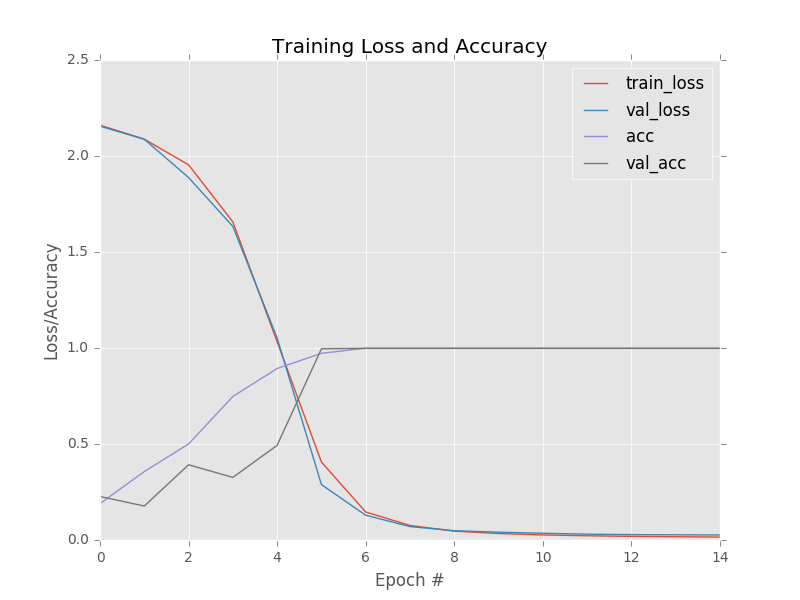 Training Loss and Accuracy
2.5
2.0
1.5
1.0
0.5
0.0
Loss/Accuracy
train_loss
val_loss
acc
val_acc
0 2 4 6 8 10 12 14
Epoch #